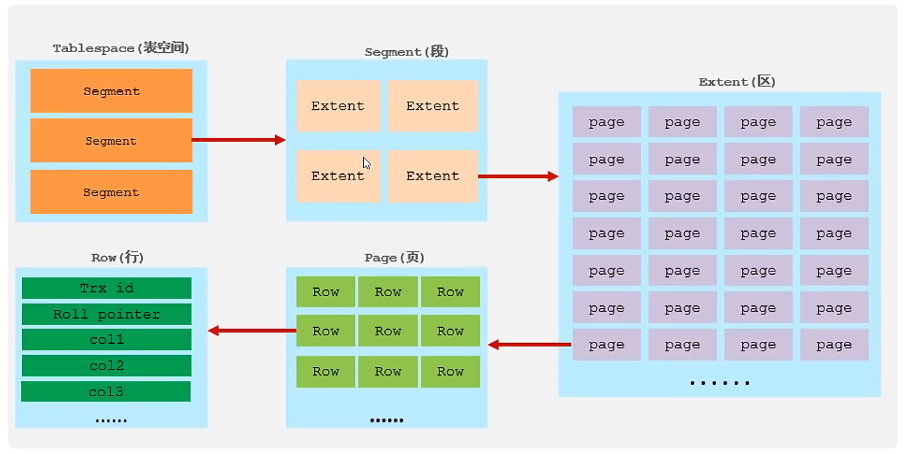 Tablespace(表空间)
Segment
Segment
Segment
Segment(段)
Extent Extent
Extent Extent
Extent(区)
page page page page
page page page page
page page page page
page page page page
page page page page
page page page page
page page page page
......
Row(行)
Trx id
Roll pointer
col1
col2
col3
......
Page(页)
Row Row Row
Row Row Row
Row Row Row
......